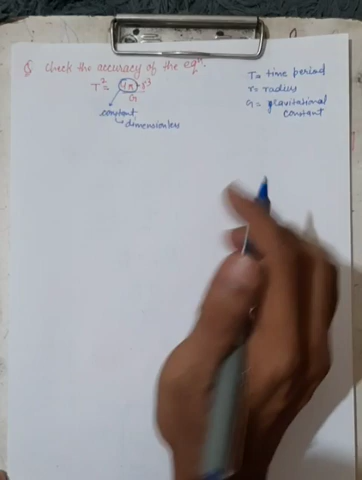 Q Check the accuracy of the eqn.
T² = 4π r³
G
constant
dimensionless
T = time period
r = radius
G = gravitational
constant